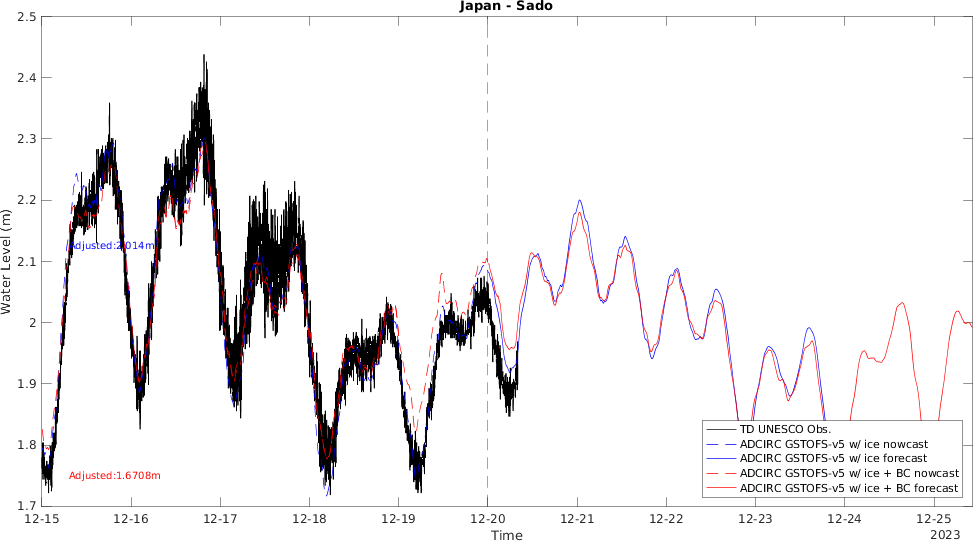 Japan - Sado
2.5
2.4
2.3
2.2
2.1
2
1.9
1.8
1.7
Water Level (m)
Adjusted:2.014m
Adjusted:1.6708m
TD UNESCO Obs.
ADCIRC GSTOFS-v5 w/ ice nowcast
ADCIRC GSTOFS-v5 w/ ice forecast
ADCIRC GSTOFS-v5 w/ ice + BC nowcast
ADCIRC GSTOFS-v5 w/ ice + BC forecast
12-15 12-16 12-17 12-18 12-19 12-20 12-21 12-22 12-23 12-24 12-25
Time
2023